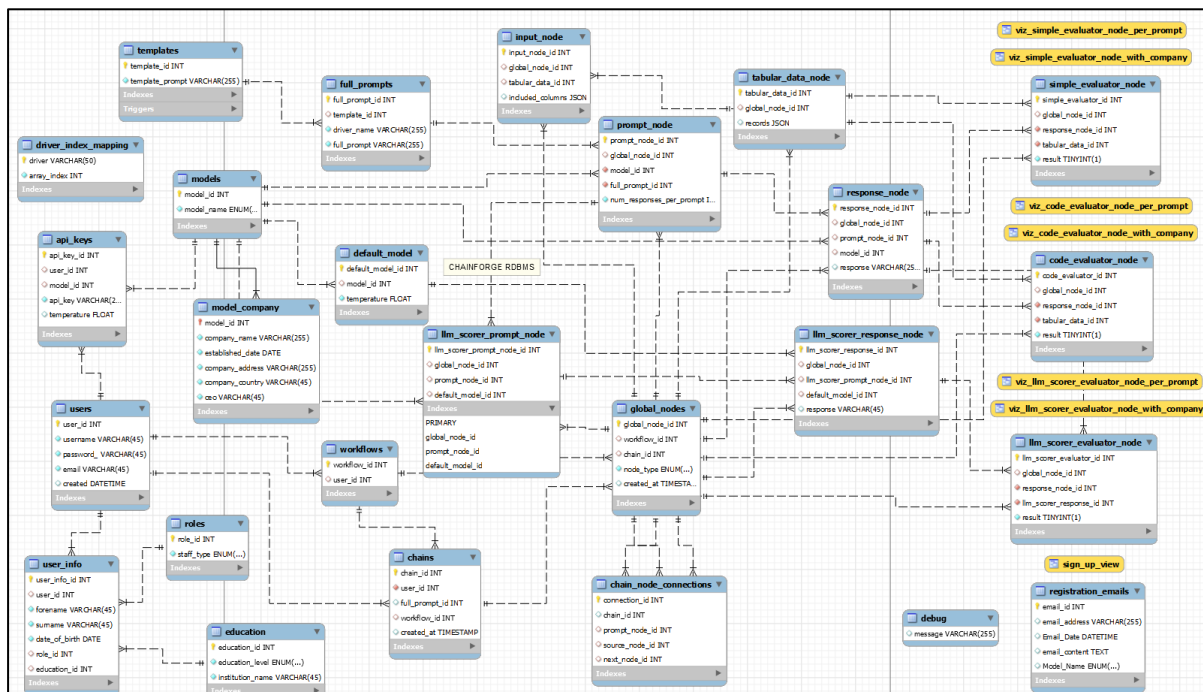 templates
template_id INT
template_prompt VARCHAR(255)
Indexes
Triggers
full_prompts
full_prompt_id INT
template_id INT
driver_name VARCHAR(255)
full_prompt VARCHAR(255)
Indexes
input_node
input_node_id INT
global_node_id INT
tabular_data_id INT
included_columns JSON
Indexes
tabular_data_node
tabular_data_id INT
global_node_id INT
records JSON
Indexes
viz_simple_evaluator_node_per_prompt
viz_simple_evaluator_node_with_company
simple_evaluator_node
simple_evaluator_id INT
global_node_id INT
response_node_id INT
tabular_data_id INT
result TINYINT(1)
Indexes
driver_index_mapping
driver VARCHAR(50)
array_index INT
Indexes
models
model_id INT
model_name ENUM(...
Indexes
prompt_node
prompt_node_id INT
global_node_id INT
model_id INT
full_prompt_id INT
num_responses_per_prompt I...
Indexes
response_node
response_node_id INT
global_node_id INT
prompt_node_id INT
model_id INT
response VARCHAR(25...
Indexes
viz_code_evaluator_node_per_prompt
viz_code_evaluator_node_with_company
code_evaluator_node
code_evaluator_id INT
global_node_id INT
response_node_id INT
tabular_data_id INT
result TINYINT(1)
Indexes
api_keys
api_key_id INT
user_id INT
model_id INT
api_key VARCHAR(2...
temperature FLOAT
Indexes
default_model
default_model_id INT
model_id INT
temperature FLOAT
Indexes
CHAINFORGE RDBMS
model_company
model_id INT
company_name VARCHAR(255)
established_date DATE
company_address VARCHAR(255)
company_country VARCHAR(45)
ceo VARCHAR(45)
Indexes
llm_scorer_prompt_node
llm_scorer_prompt_node_id INT
global_node_id INT
prompt_node_id INT
default_model_id INT
Indexes
PRIMARY
global_node_id
prompt_node_id
default_model_id
llm_scorer_response_node
llm_scorer_response_id INT
global_node_id INT
llm_scorer_prompt_node_id INT
default_model_id INT
response VARCHAR(45)
Indexes
viz_llm_scorer_evaluator_node_per_prompt
viz_llm_scorer_evaluator_node_with_company
llm_scorer_evaluator_node
llm_scorer_evaluator_id INT
global_node_id INT
response_node_id INT
llm_scorer_response_id INT
result TINYINT(1)
Indexes
users
user_id INT
username VARCHAR(45)
password_ VARCHAR(45)
email VARCHAR(45)
created DATETIME
Indexes
workflows
workflow_id INT
user_id INT
Indexes
global_nodes
global_node_id INT
workflow_id INT
chain_id INT
node_type ENUM(...)
created_at TIMESTA...
Indexes
roles
role_id INT
staff_type ENUM(...)
Indexes
user_info
user_info_id INT
user_id INT
forename VARCHAR(45)
surname VARCHAR(45)
date_of_birth DATE
role_id INT
education_id INT
Indexes
education
education_id INT
education_level ENUM(...)
institution_name VARCHAR(45)
Indexes
chains
chain_id INT
user_id INT
full_prompt_id INT
workflow_id INT
created_at TIMESTAMP
Indexes
chain_node_connections
connection_id INT
chain_id INT
prompt_node_id INT
source_node_id INT
next_node_id INT
Indexes
debug
message VARCHAR(255)
sign_up_view
registration_emails
email_id INT
email_address VARCHAR(255)
Email_Date DATETIME
email_content TEXT
Model_Name ENUM(...)
Indexes